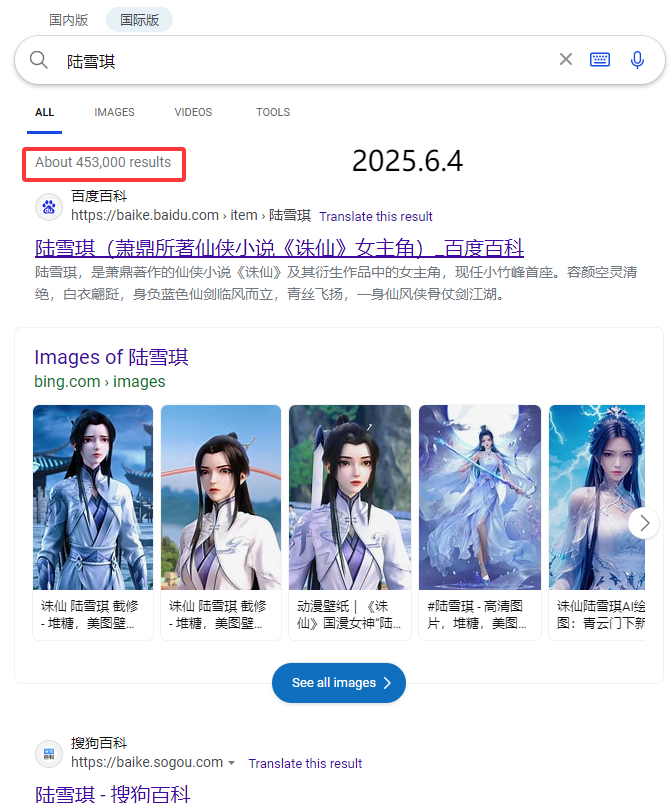 国内版 国际版
陆雪琪
ALL IMAGES VIDEOS TOOLS
About 453,000 results
2025.6.4
百度百科
https://baike.baidu.com › item › 陆雪琪 Translate this result
陆雪琪（萧鼎所著仙侠小说《诛仙》女主角）_百度百科
陆雪琪，是萧鼎著作的仙侠小说《诛仙》及其衍生作品中的女主角，现任小竹峰首座。容颜空灵清
绝，白衣翩跹，身负蓝色仙剑临风而立，青丝飞扬，一身仙风侠骨仗剑江湖。
Images of 陆雪琪
bing.com › images
诛仙 陆雪琪 截修
- 堆糖，美图壁...
诛仙 陆雪琪 截修
- 堆糖，美图壁...
动漫壁纸｜《诛
仙》国漫女神“陆...
#陆雪琪 - 高清图
片，堆糖，美图...
诛仙陆雪琪AI绘
图：青云门下新
See all images
搜狗百科
https://baike.sogou.com Translate this result
陆雪琪 - 搜狗百科